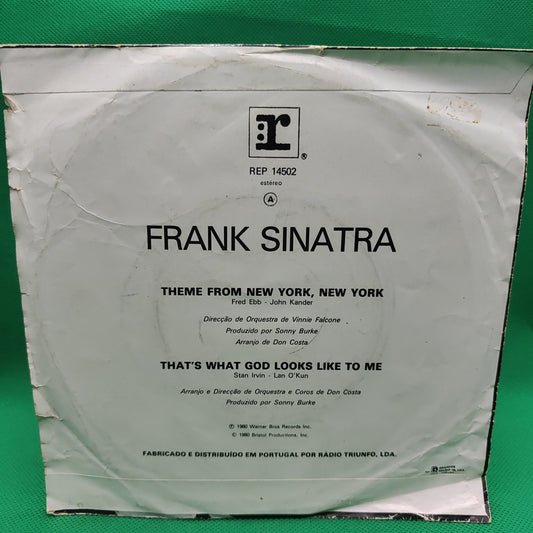 r
®
REP 14502
estéreo
A
FRANK SINATRA
THEME FROM NEW YORK, NEW YORK
Fred Ebb - John Kander
Direcção de Orquestra de Vinnie Falcone
Produzido por Sonny Burke
Arranjo de Don Costa
THAT'S WHAT GOD LOOKS LIKE TO ME
Stan Irvin - Lan O'Kun
Arranjo e Direcção de Orquestra e Coros de Don Costa
Produzido por Sonny Burke
℗ 1980 Warner Bros Records Inc.
© 1980 Bristol Productions, Inc.
FABRICADO E DISTRIBUÍDO EM PORTUGAL POR RÁDIO TRIUNFO, LDA.